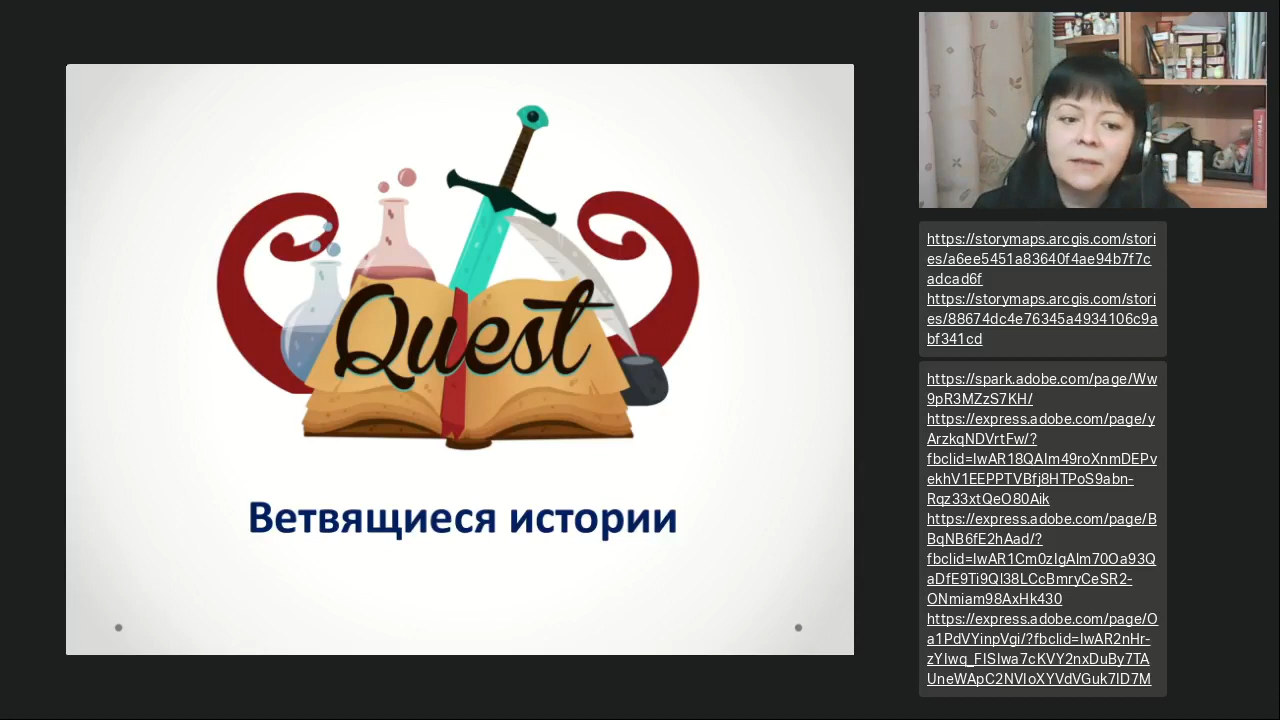 Quest
Ветвящиеся истории
https://storymaps.arcgis.com/stori
es/a6ee5451a83640f4ae94b7f7c
adcad6f
https://storymaps.arcgis.com/stori
es/88674dc4e76345a4934106c9a
bf341cd
https://spark.adobe.com/page/Ww
9pR3MZzS7KH/
https://express.adobe.com/page/y
ArzkqNDVrtFw/?
fbclid=IwAR18QAIm49roXnmDEPv
ekhV1EEPPTVBfj8HTPoS9abn-
Rqz33xtQeO80Aik
https://express.adobe.com/page/B
BqNB6fE2hAad/?
fbclid=IwAR1Cm0zIgAlm70Oa93Q
aDfE9Ti9Ql38LCcBmryCeSR2-
ONmiam98AxHk430
https://express.adobe.com/page/O
a1PdVYinpVgi/?fbclid=IwAR2nHr-
zYIwq_FISIwa7cKVY2nxDuBy7TA
UneWApC2NVIoXYVdVGuk7ID7M